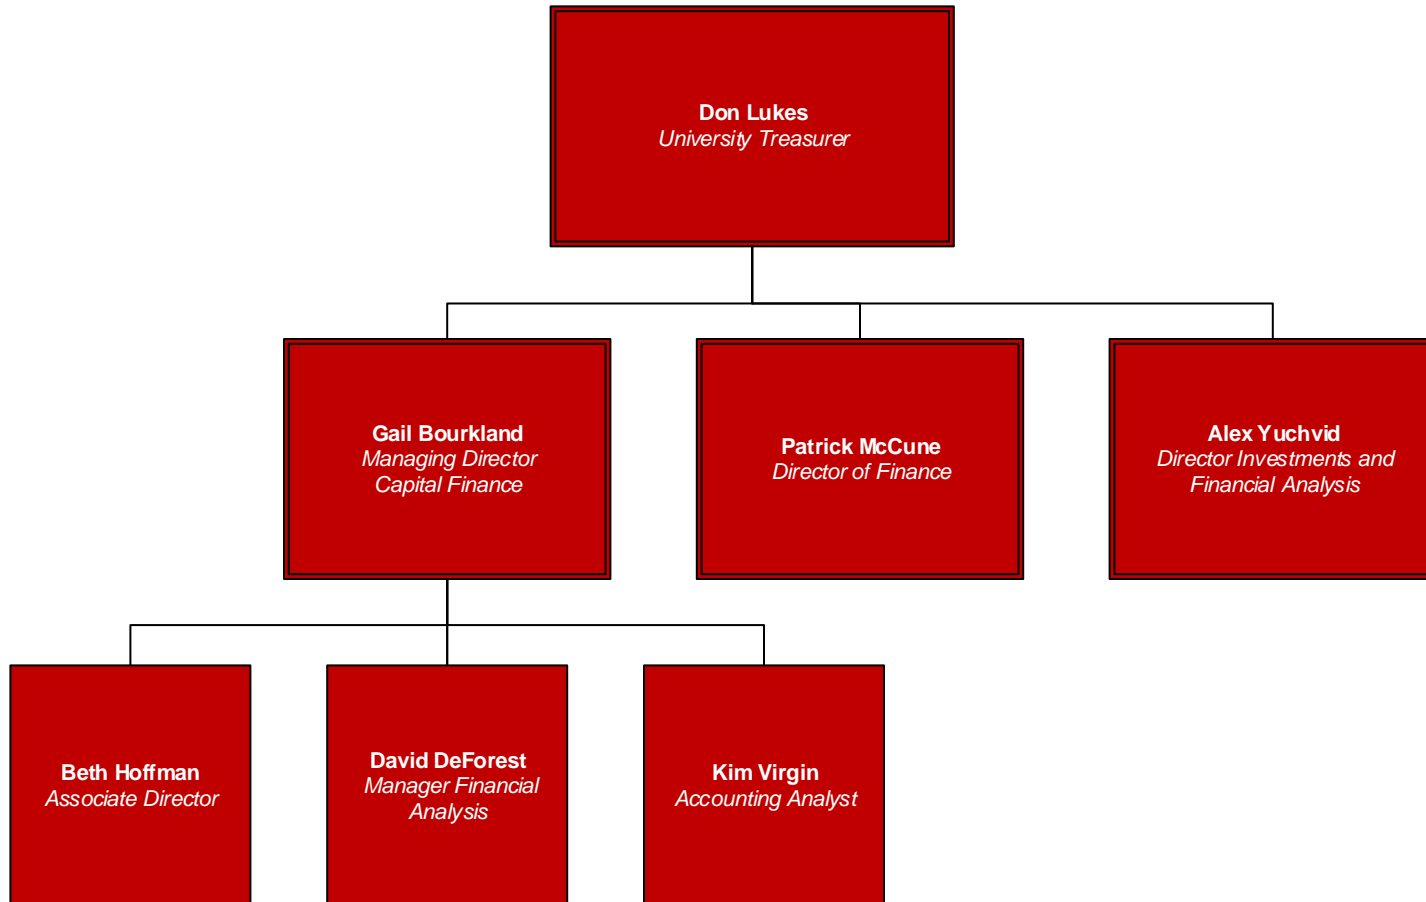 Don Lukes
University Treasurer
Gail Bourkland
Managing Director
Capital Finance
Patrick McCune
Director of Finance
Alex Yuchvid
Director Investments and
Financial Analysis
Beth Hoffman
Associate Director
David DeForest
Manager Financial
Analysis
Kim Virgin
Accounting Analyst